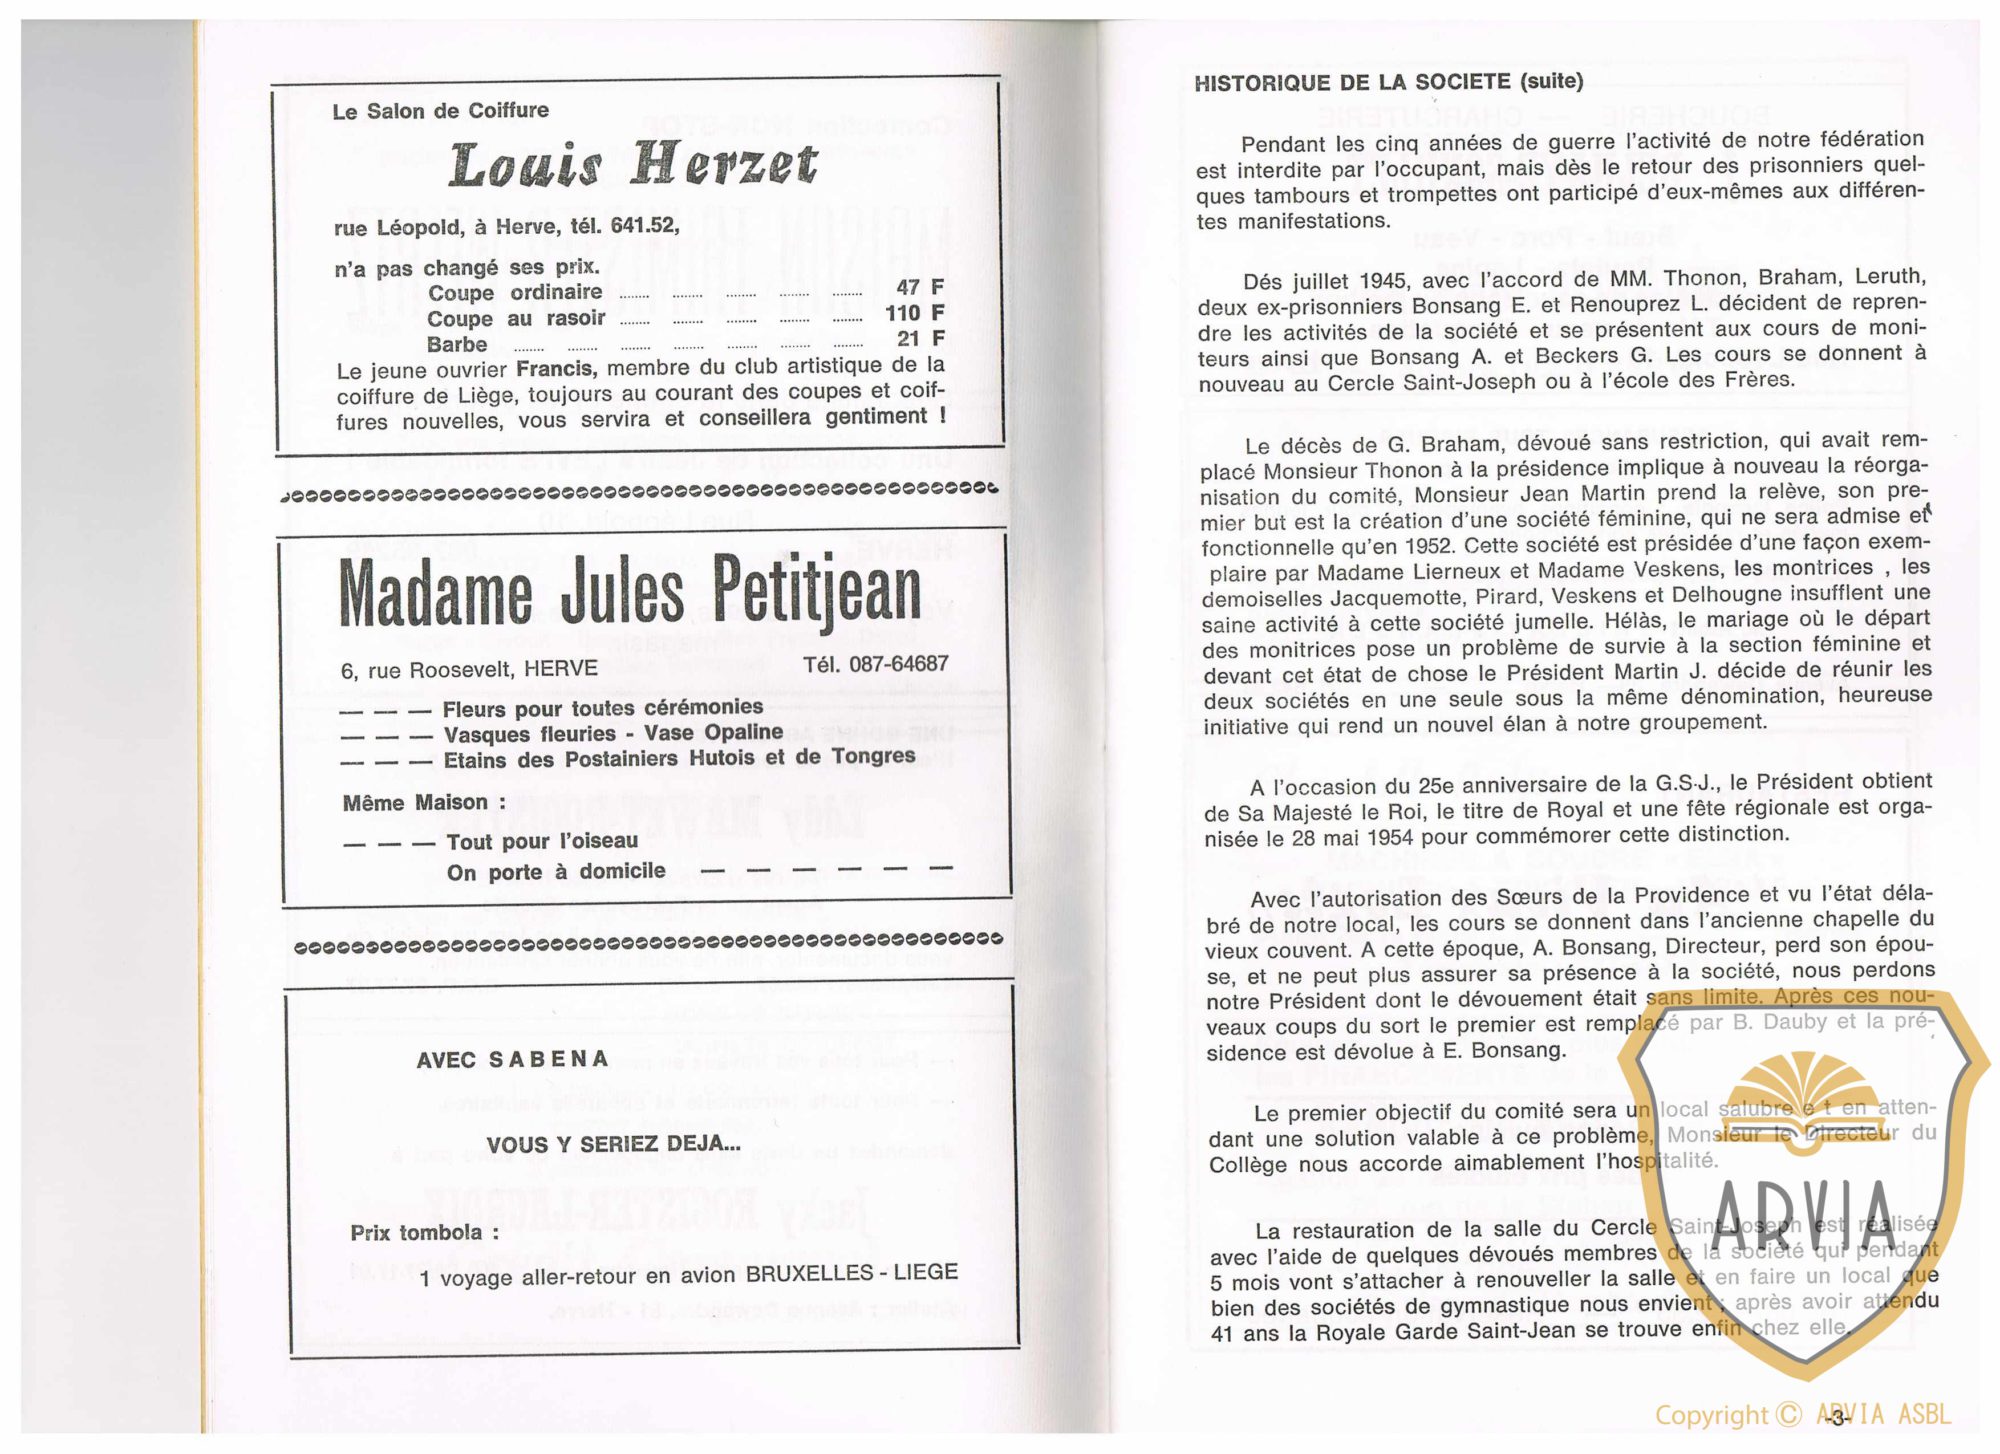 Le Salon de Coiffure
Louis Herzet
rue Léopold, à Herve, tél. 641.52,
n'a pas changé ses prix.
Coupe ordinaire ........ ........ ........ ........ ........ 47 F
Coupe au rasoir ........ ........ ........ ........ ........ 110 F
Barbe ........ ........ ........ ........ ........ ........ ........ 21 F
Le jeune ouvrier Francis, membre du club artistique de la
coiffure de Liège, toujours au courant des coupes et coif-
fures nouvelles, vous servira et conseillera gentiment !
Madame Jules Petitjean
6, rue Roosevelt, HERVE Tél. 087-64687
— — — Fleurs pour toutes cérémonies
— — — Vasques fleuries - Vase Opaline
— — — Etains des Postainiers Hutois et de Tongres
Même Maison :
— — — Tout pour l'oiseau
On porte à domicile — — — — — —
AVEC SABENA
VOUS Y SERIEZ DEJA...
Prix tombola :
1 voyage aller-retour en avion BRUXELLES - LIEGE
HISTORIQUE DE LA SOCIETE (suite)
Pendant les cinq années de guerre l'activité de notre fédération
est interdite par l'occupant, mais dès le retour des prisonniers quel-
ques tambours et trompettes ont participé d'eux-mêmes aux différen-
tes manifestations.
Dés juillet 1945, avec l'accord de MM. Thonon, Braham, Leruth,
deux ex-prisonniers Bonsang E. et Renouprez L. décident de repren-
dre les activités de la société et se présentent aux cours de moni-
teurs ainsi que Bonsang A. et Beckers G. Les cours se donnent à
nouveau au Cercle Saint-Joseph ou à l'école des Frères.
Le décès de G. Braham, dévoué sans restriction, qui avait rem-
placé Monsieur Thonon à la présidence implique à nouveau la réorga-
nisation du comité, Monsieur Jean Martin prend la relève, son pre-
mier but est la création d'une société féminine, qui ne sera admise et
fonctionnelle qu'en 1952. Cette société est présidée d'une façon exem-
plaire par Madame Lierneux et Madame Veskens, les montrices , les
demoiselles Jacquemotte, Pirard, Veskens et Delhougne insufflent une
saine activité à cette société jumelle. Hélàs, le mariage où le départ
des monitrices pose un problème de survie à la section féminine et
devant cet état de chose le Président Martin J. décide de réunir les
deux sociétés en une seule sous la même dénomination, heureuse
initiative qui rend un nouvel élan à notre groupement.
A l'occasion du 25e anniversaire de la G.S.J., le Président obtient
de Sa Majesté le Roi, le titre de Royal et une fête régionale est orga-
nisée le 28 mai 1954 pour commémorer cette distinction.
Avec l'autorisation des Sœurs de la Providence et vu l'état déla-
bré de notre local, les cours se donnent dans l'ancienne chapelle du
vieux couvent. A cette époque, A. Bonsang, Directeur, perd son épou-
se, et ne peut plus assurer sa présence à la société, nous perdons
notre Président dont le dévouement était sans limite. Après ces nou-
veaux coups du sort le premier est remplacé par B. Dauby et la pré-
sidence est dévolue à E. Bonsang.
Le premier objectif du comité sera un local salubre e t en atten-
dant une solution valable à ce problème, Monsieur le Directeur du
Collège nous accorde aimablement l'hospitalité.
La restauration de la salle du Cercle Saint-Joseph est réalisée
avec l'aide de quelques dévoués membres de la société qui pendant
5 mois vont s'attacher à renouveller la salle et en faire un local que
bien des sociétés de gymnastique nous envient ; après avoir attendu
41 ans la Royale Garde Saint-Jean se trouve enfin chez elle.
ARVIA
Copyright © ARVIA ASBL
-3-